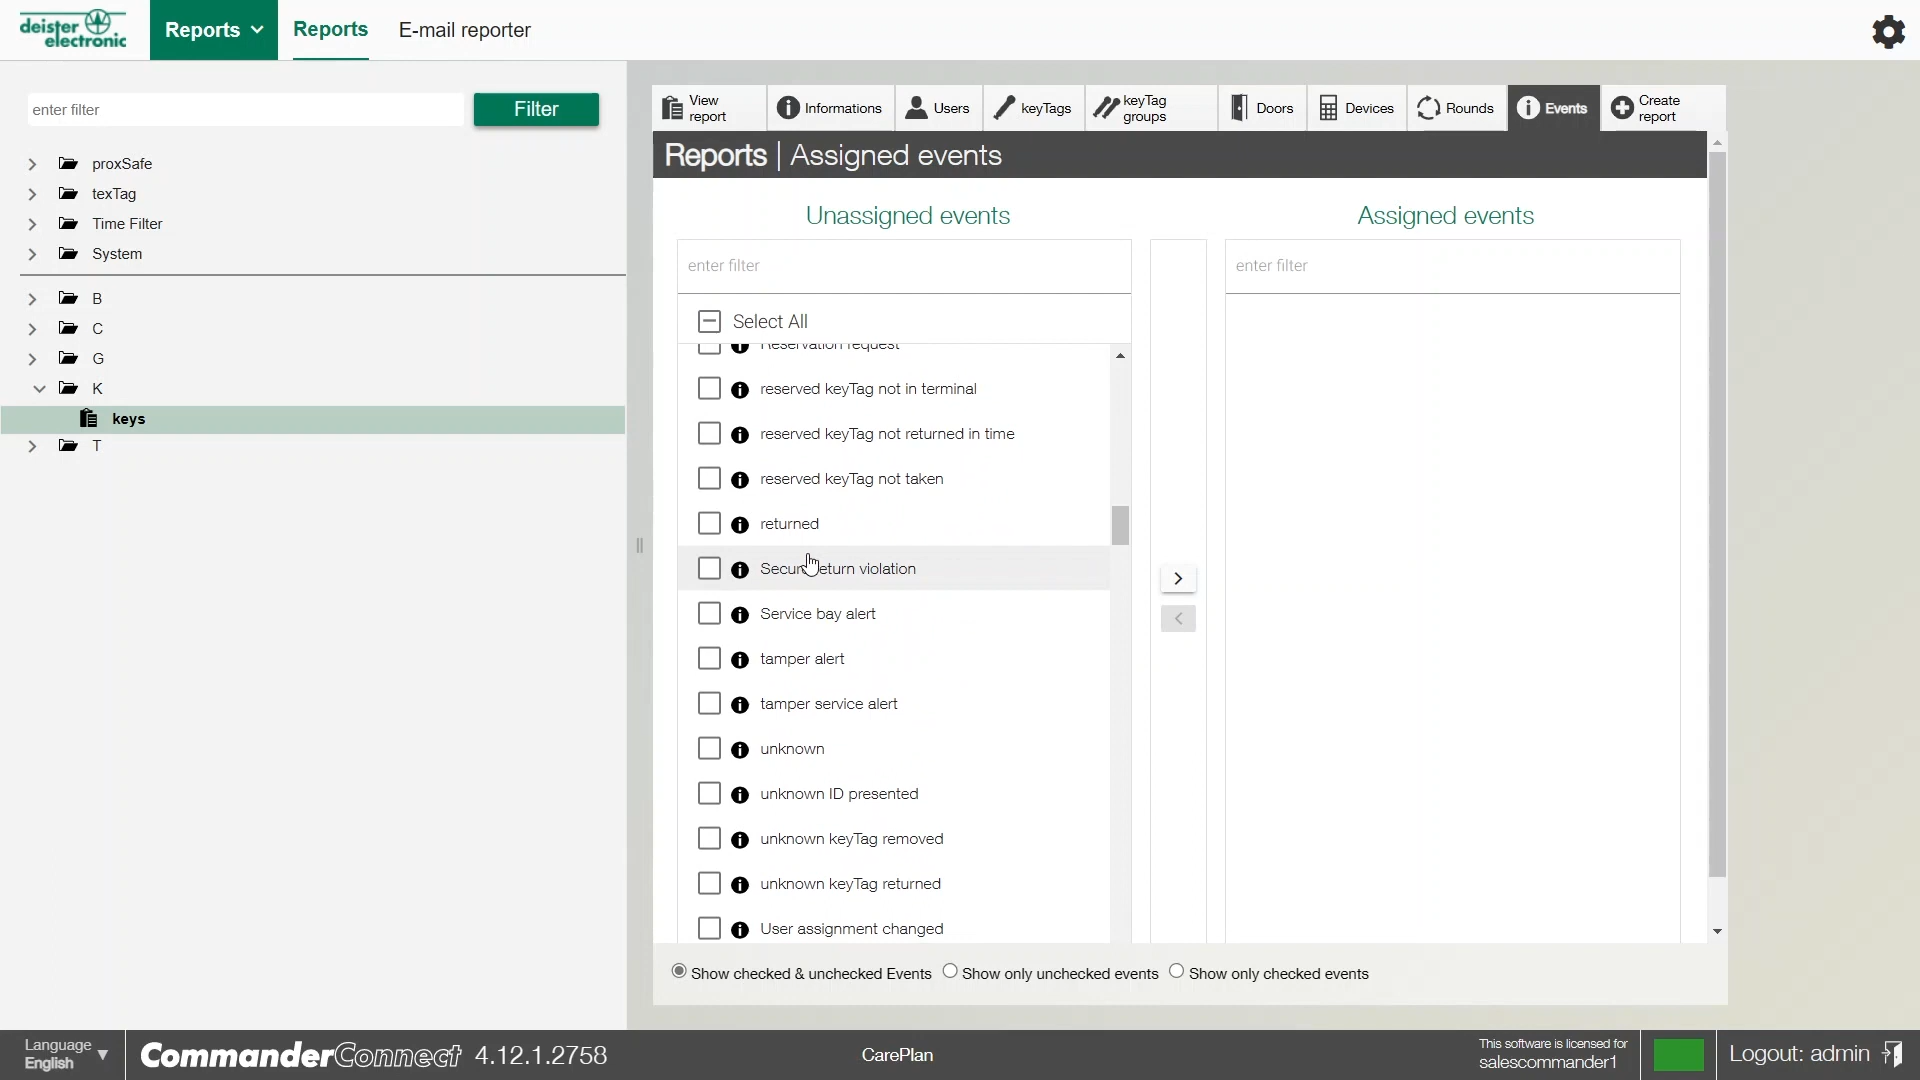 deister electronic
Reports
Reports
E-mail reporter
enter filter
Filter
proxSafe
texTag
Time Filter
System
B
C
G
K
keys
T
View report
Informations
Users
keyTags
keyTag groups
Doors
Devices
Rounds
Events
Create report
Reports | Assigned events
Unassigned events
enter filter
Select All
Reservation request
reserved keyTag not in terminal
reserved keyTag not returned in time
reserved keyTag not taken
returned
Secure return violation
Service bay alert
tamper alert
tamper service alert
unknown
unknown ID presented
unknown keyTag removed
unknown keyTag returned
User assignment changed
Assigned events
enter filter
Show checked & unchecked Events
Show only unchecked events
Show only checked events
Language
English
CommanderConnect 4.12.1.2758
CarePlan
This software is licensed for
salescommander1
Logout: admin